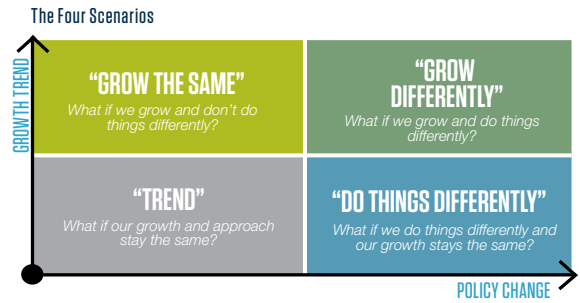 The Four Scenarios
GROWTH TREND
“GROW THE SAME”
What if we grow and don’t do
things differently?
“GROW
DIFFERENTLY”
What if we grow and do things
differently?
“TREND”
What if our growth and approach
stay the same?
“DO THINGS DIFFERENTLY”
What if we do things differently and
our growth stays the same?
POLICY CHANGE